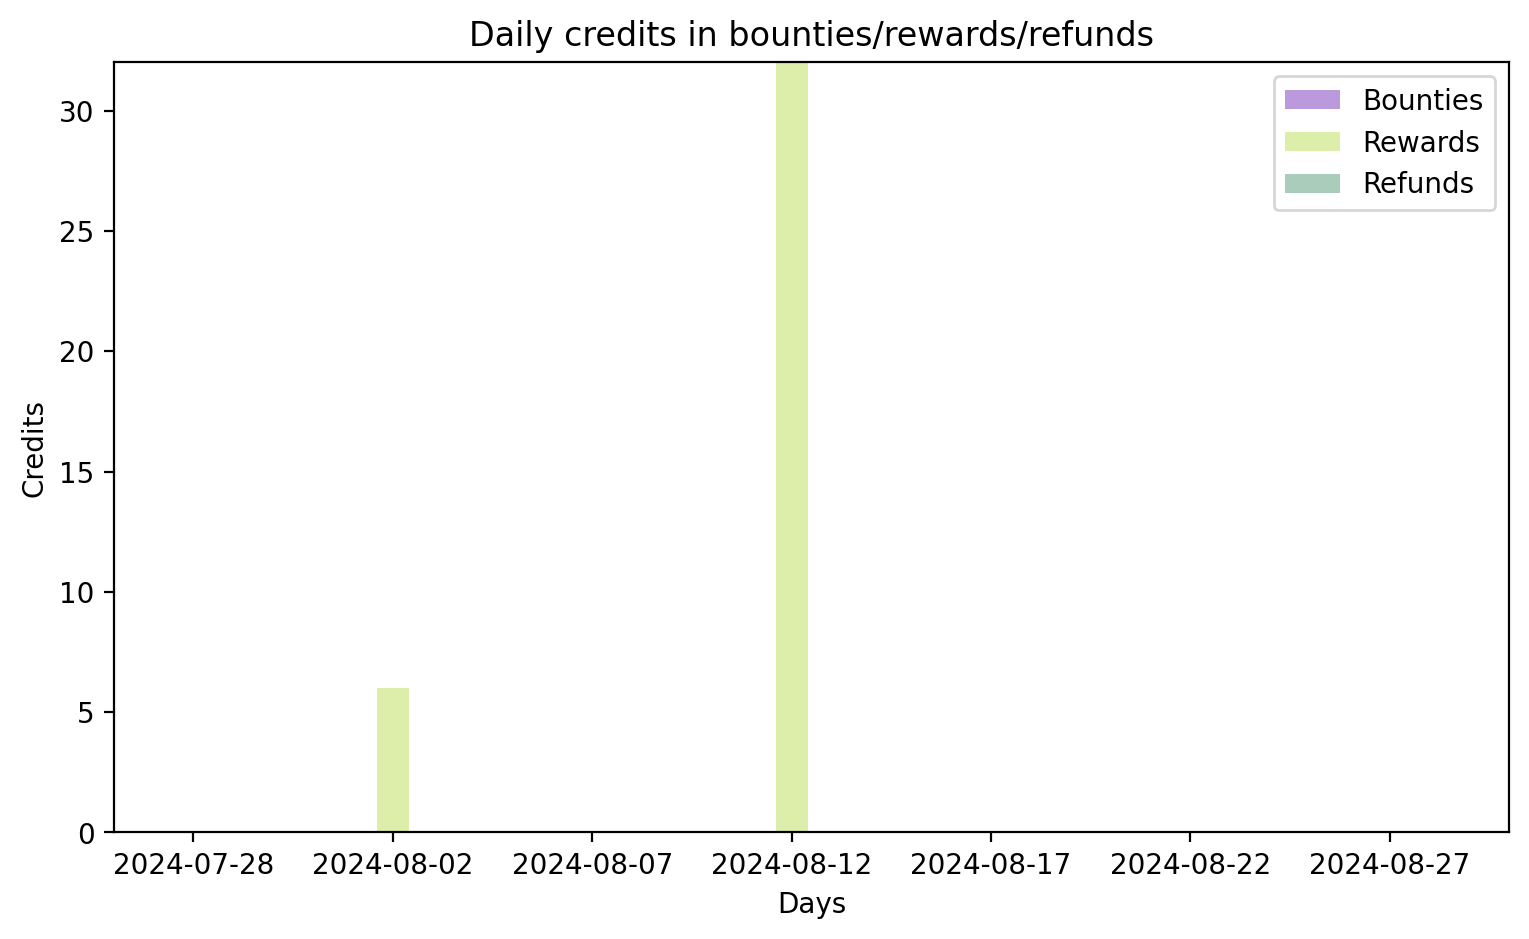 Daily credits in bounties/rewards/refunds
Bounties
Rewards
Refunds
Credits
30
25
20
15
10
5
0
2024-07-28 2024-08-02 2024-08-07 2024-08-12 2024-08-17 2024-08-22 2024-08-27
Days